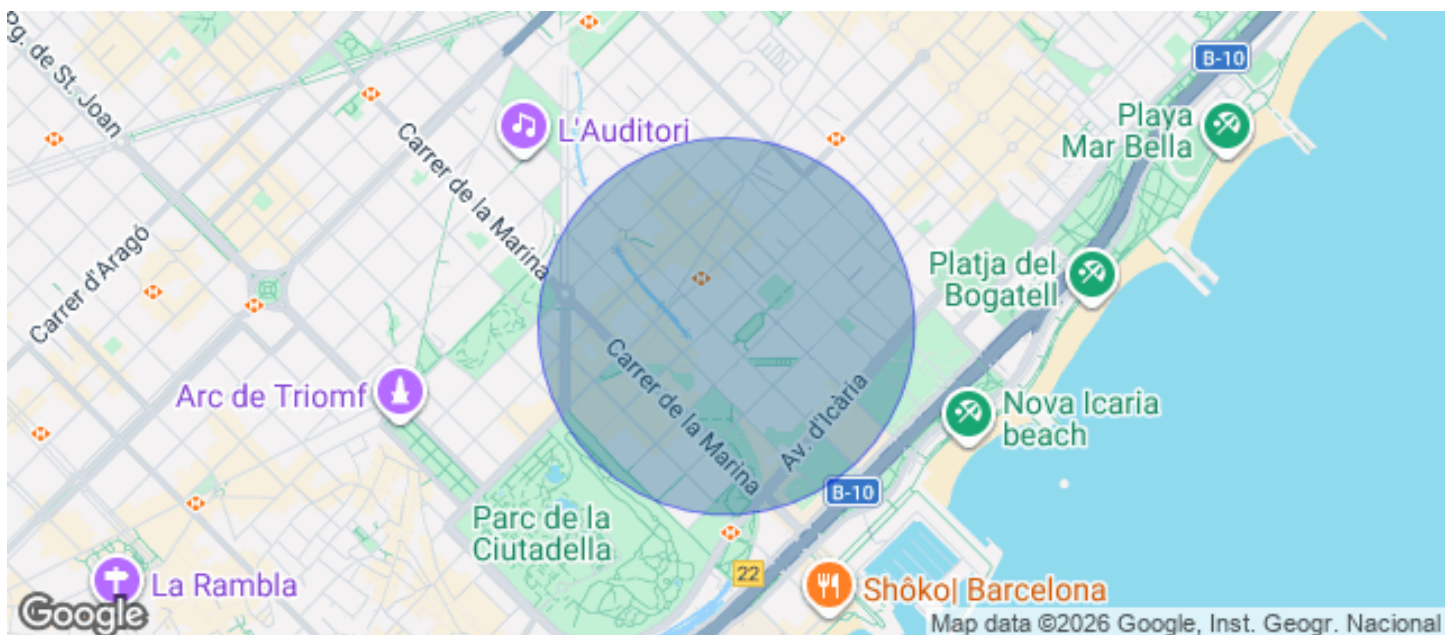 Pg. de St. Joan
B-10
L'Auditori
Playa
Mar Bella
Carrer de la Marina
Carrer d'Aragó
Platja del
Bogatell
Arc de Triomf
Carrer de la Marina
Av. d'Icària
Nova Icaria
beach
B-10
Parc de la
Ciutadella
22
La Rambla
Shôko| Barcelona
Google
Map data ©2026 Google, Inst. Geogr. Nacional